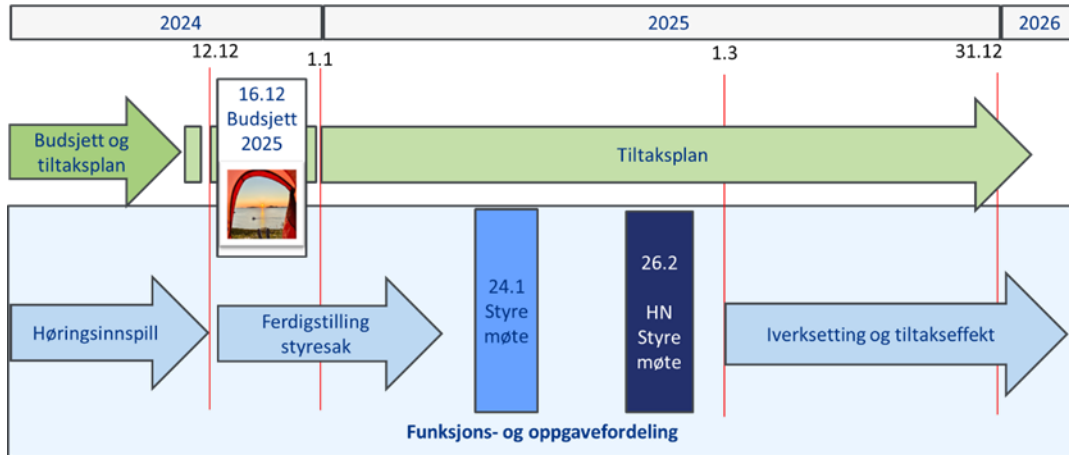 2024
2025
2026
12.12
1.1
1.3
31.12
16.12
Budsjett
2025
Budsjett og
tiltaksplan
Tiltaksplan
Høringsinnspill
Ferdigstilling
styresak
24.1
Styre
møte
26.2
HN
Styre
møte
Iverksetting og tiltakseffekt
Funksjons- og oppgavefordeling